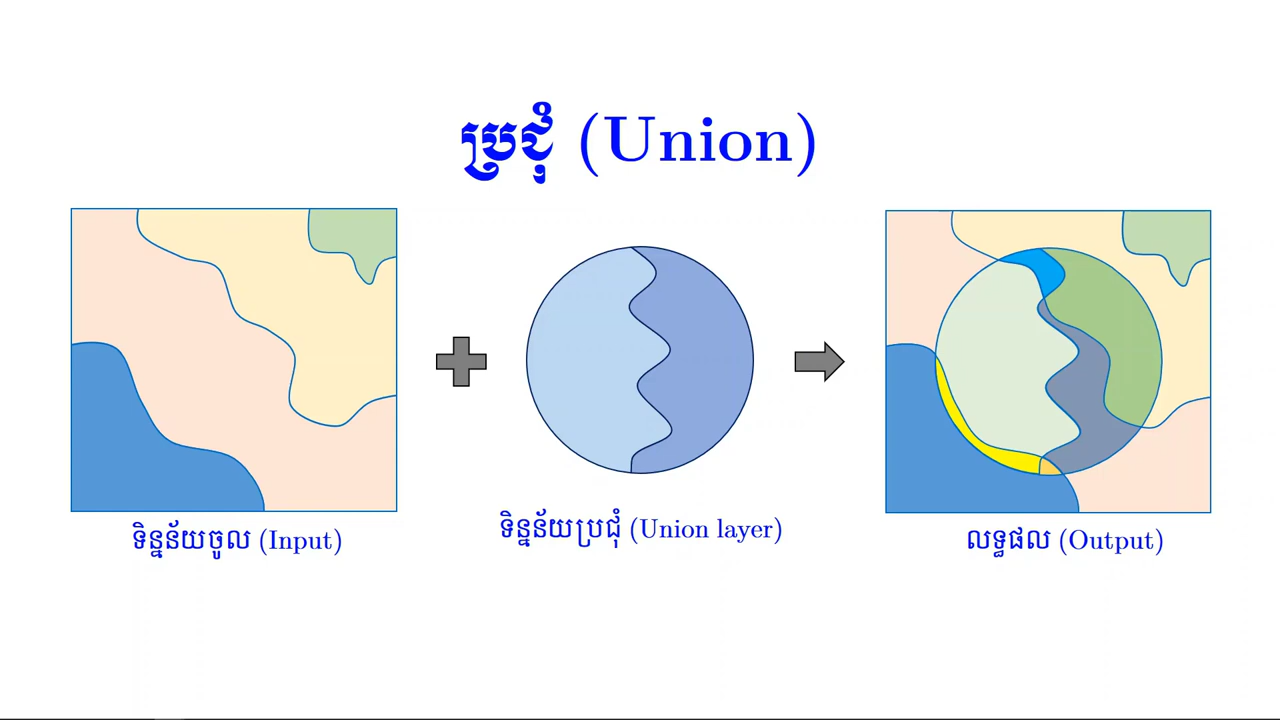 ប្រជុំ (Union)
ទិន្នន័យចូល (Input)
ទិន្នន័យប្រជុំ (Union layer)
លទ្ធផល (Output)